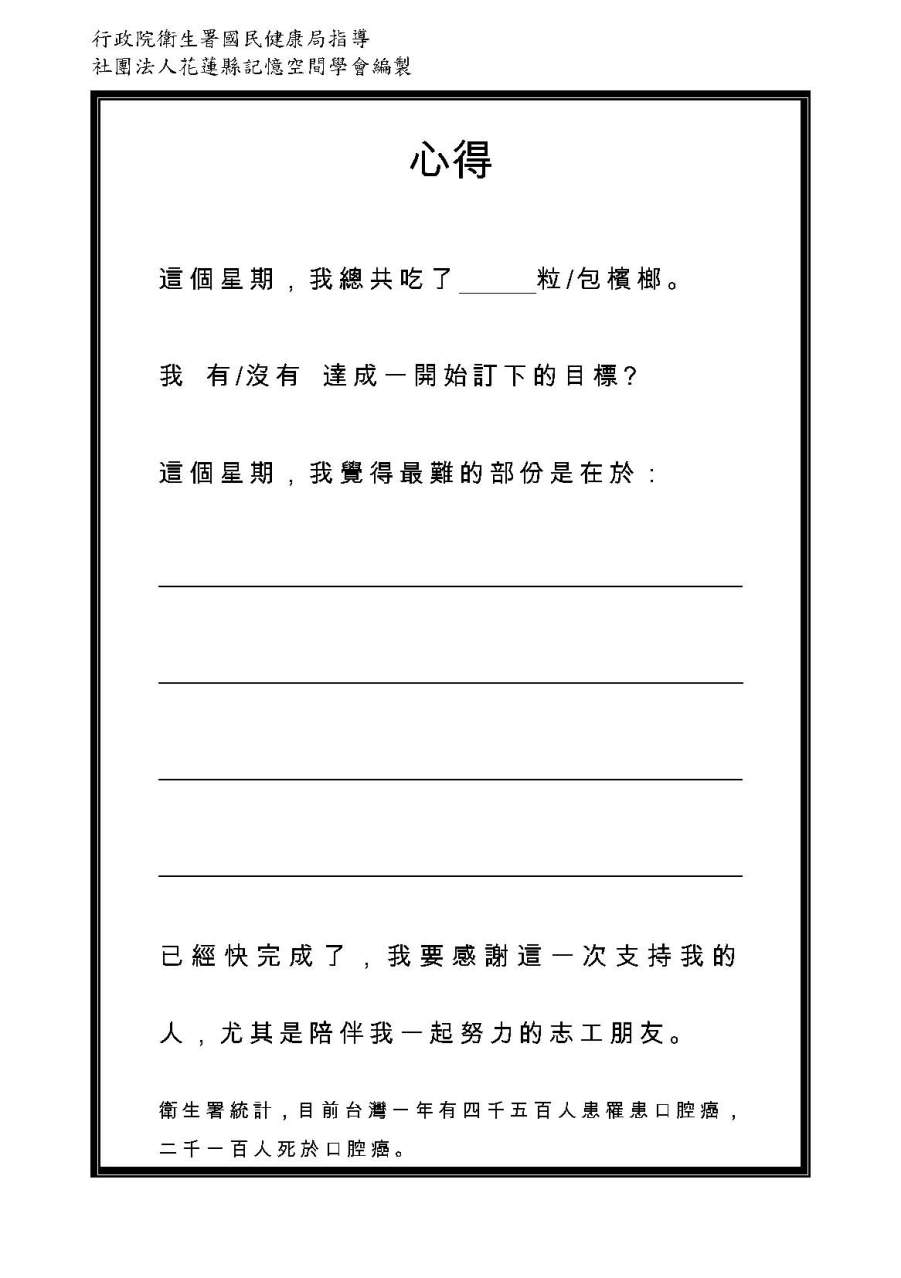 行政院衛生署國民健康局指導
社團法人花蓮縣記憶空間學會編製
心得
這個星期，我總共吃了______粒/包檳榔。
我 有/沒有 達成一開始訂下的目標？
這個星期，我覺得最難的部份是在於：
已經快完成了，我要感謝這一次支持我的
人，尤其是陪伴我一起努力的志工朋友。
衛生署統計，目前台灣一年有四千五百人患罹患口腔癌，
二千一百人死於口腔癌。